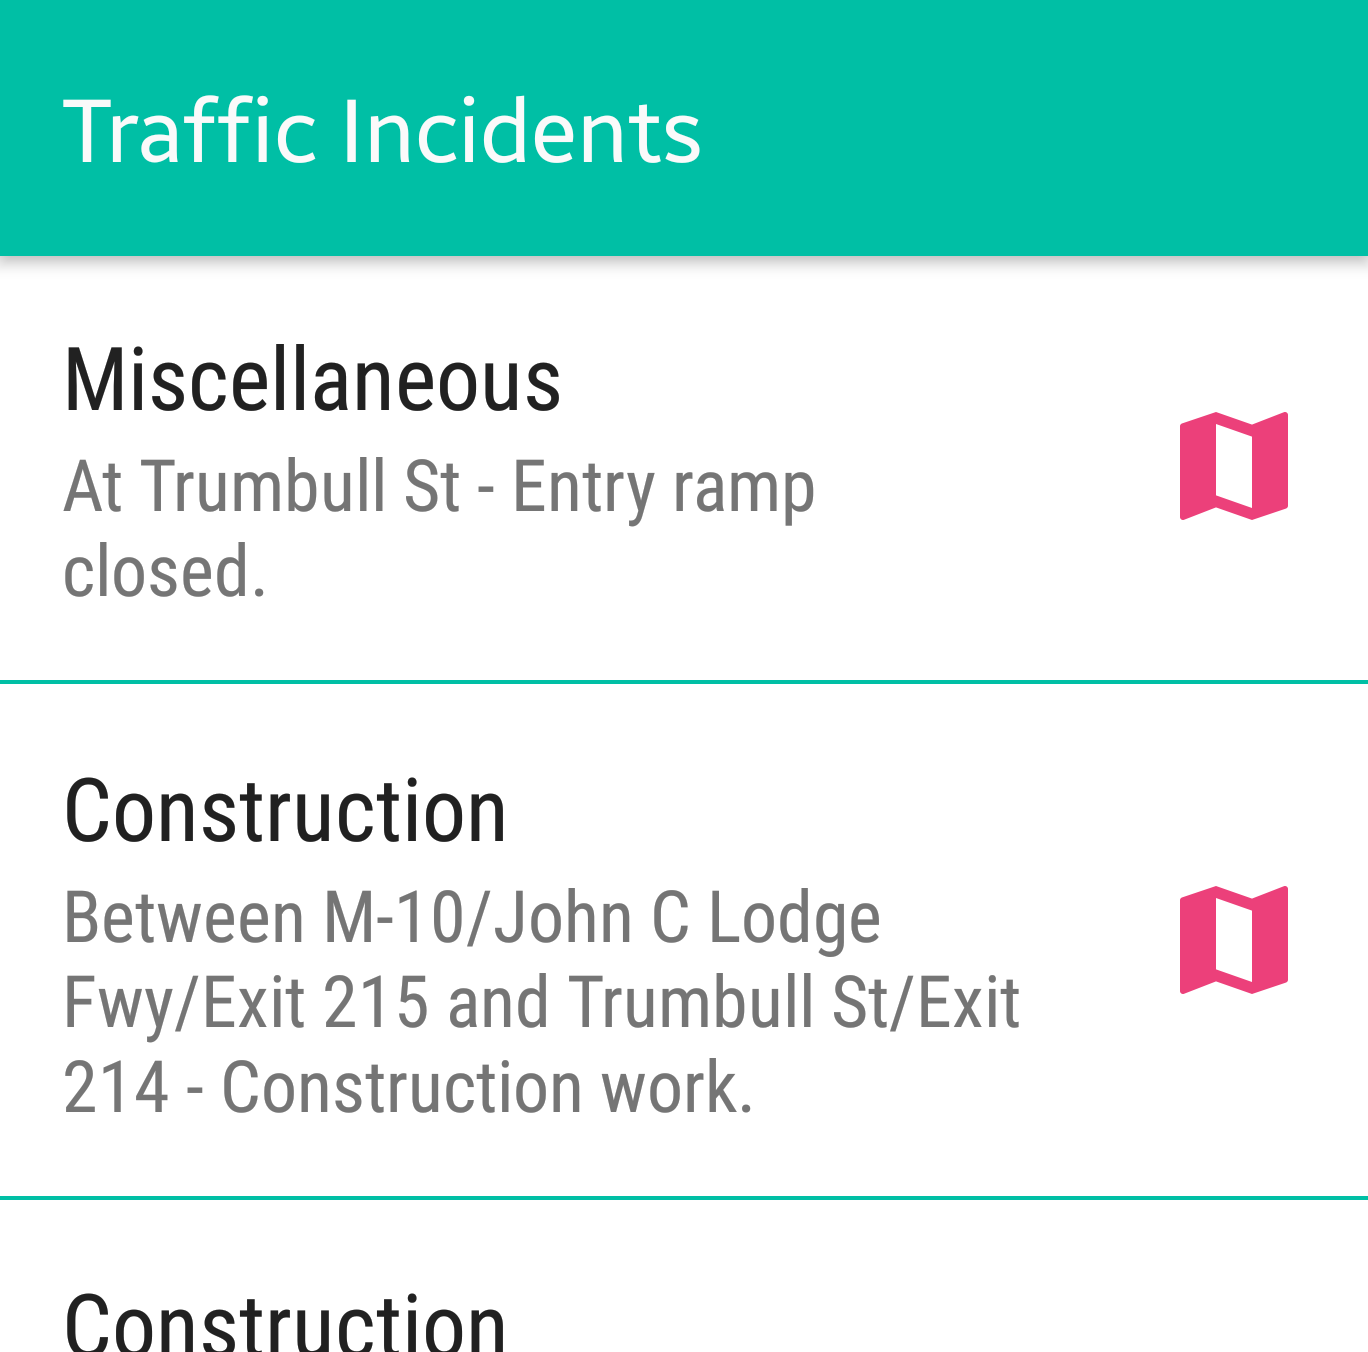 Traffic Incidents
Miscellaneous
At Trumbull St - Entry ramp
closed.
Construction
Between M-10/John C Lodge
Fwy/Exit 215 and Trumbull St/Exit
214 - Construction work.
Construction